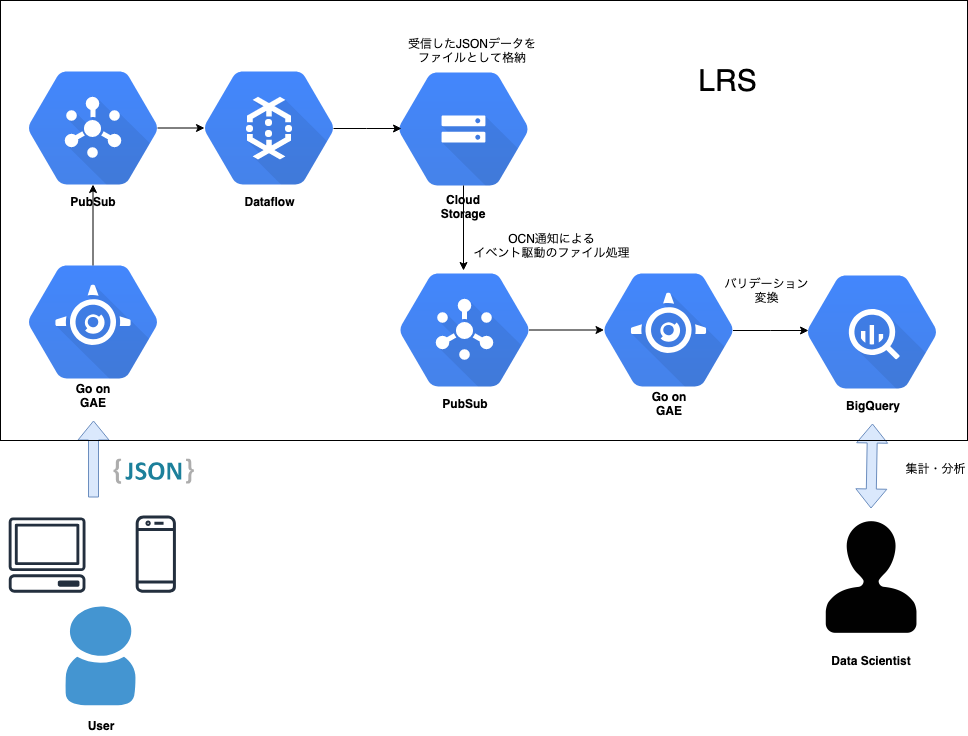 受信したJSONデータを
ファイルとして格納
LRS
PubSub
Dataflow
Cloud
Storage
OCN通知による
イベント駆動のファイル処理
バリデーション
変換
Go on
GAE
PubSub
Go on
GAE
BigQuery
{JSON}
集計・分析
Data Scientist
User